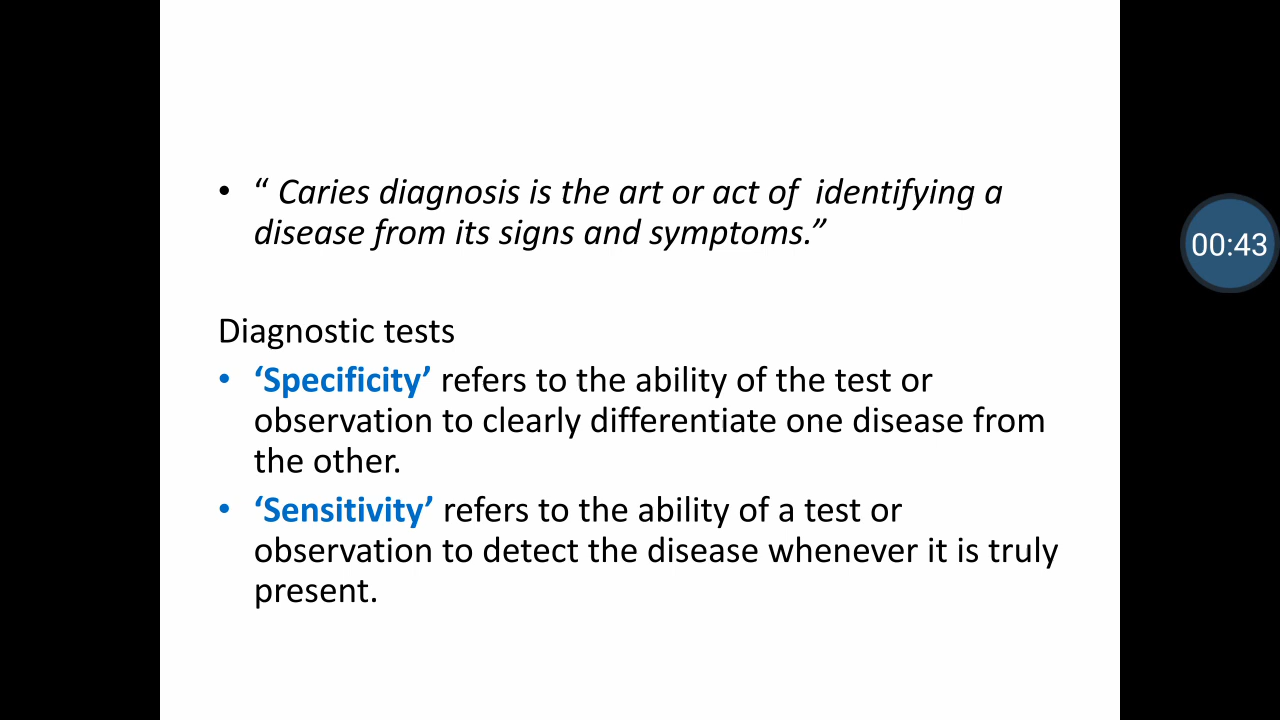 • “ Caries diagnosis is the art or act of  identifying a
disease from its signs and symptoms.”
Diagnostic tests
• ‘Specificity’ refers to the ability of the test or
observation to clearly differentiate one disease from
the other.
• ‘Sensitivity’ refers to the ability of a test or
observation to detect the disease whenever it is truly
present.
00:43